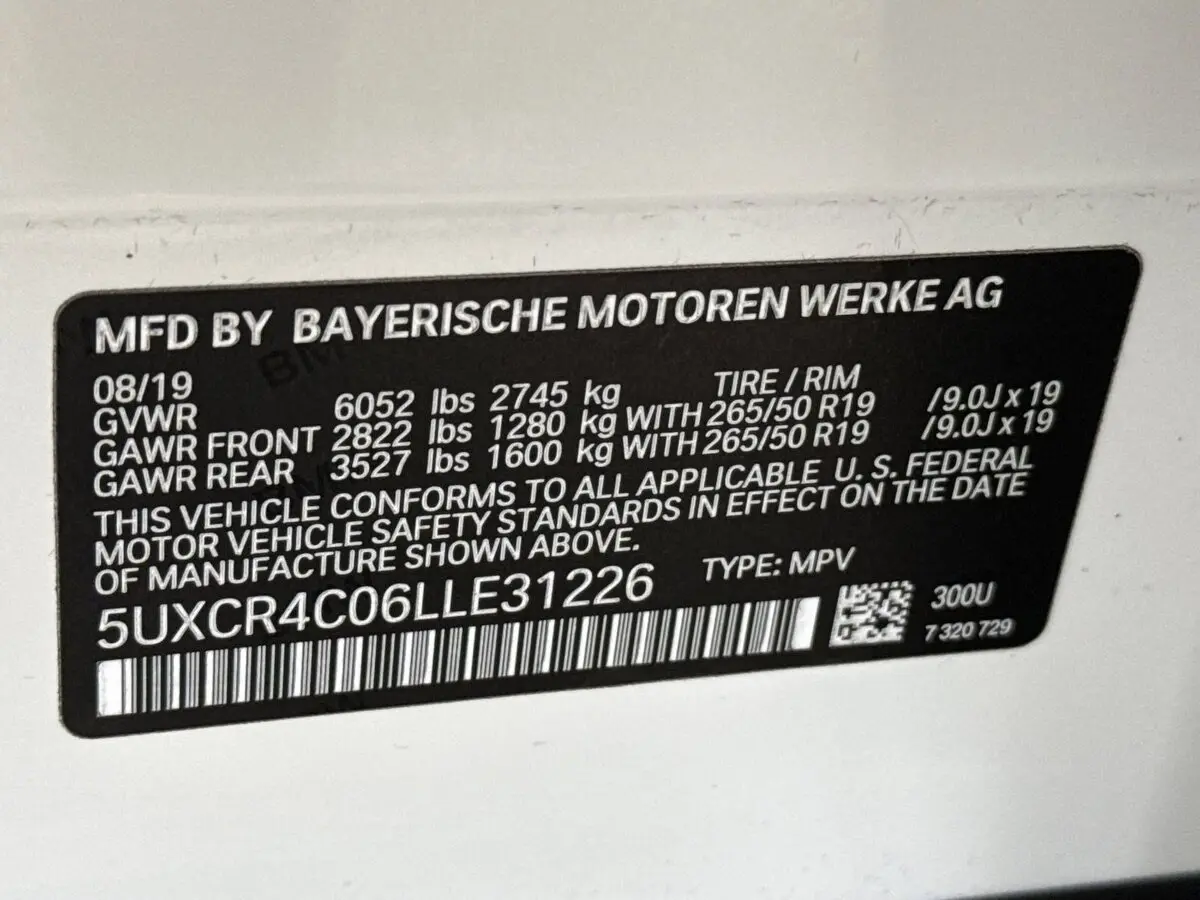 MFD BY BAYERISCHE MOTOREN WERKE AG
08/19 TIRE / RIM
GVWR 6052 lbs 2745 kg
GAWR FRONT 2822 lbs 1280 kg WITH 265/50 R19 /9.0J x 19
GAWR REAR 3527 lbs 1600 kg WITH 265/50 R19 /9.0J x 19
THIS VEHICLE CONFORMS TO ALL APPLICABLE U. S. FEDERAL
MOTOR VEHICLE SAFETY STANDARDS IN EFFECT ON THE DATE
OF MANUFACTURE SHOWN ABOVE.
5UXCR4C06LLE31226 TYPE: MPV
300U
7 320 729